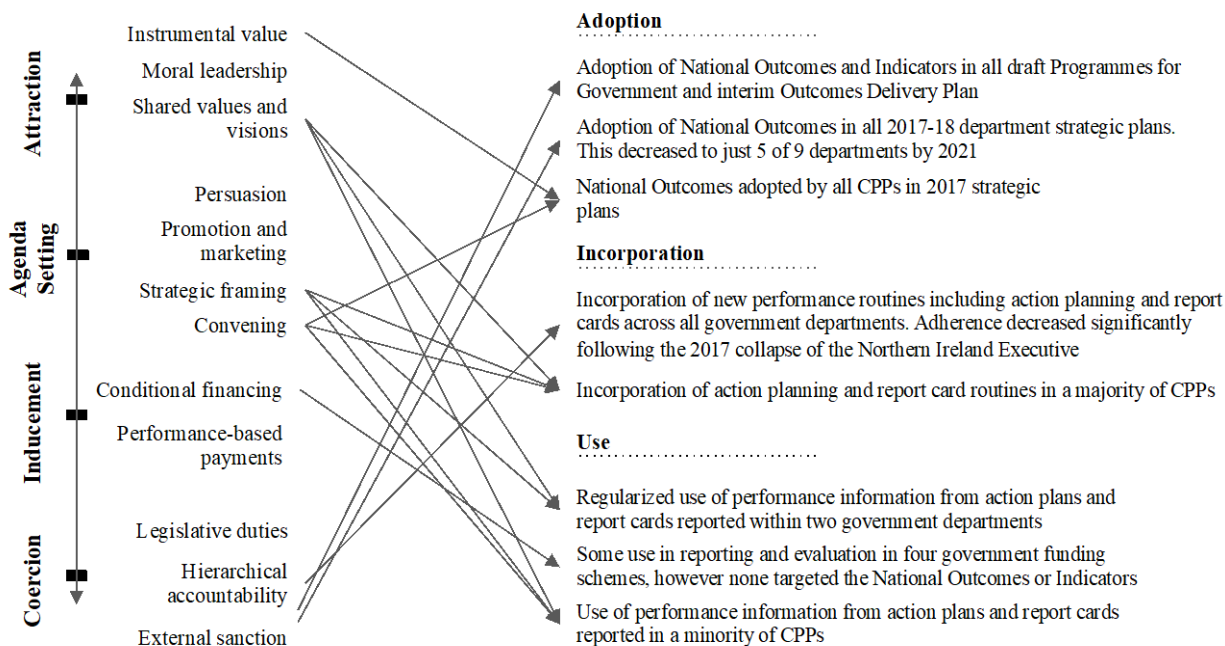 Attraction
Agenda
Setting
Inducement
Coercion
Instrumental value
Moral leadership
Shared values and
visions
Persuasion
Promotion and
marketing
Strategic framing
Convening
Conditional financing
Performance-based
payments
Legislative duties
Hierarchical
accountability
External sanction
Adoption
Adoption of National Outcomes and Indicators in all draft Programmes for
Government and interim Outcomes Delivery Plan
Adoption of National Outcomes in all 2017-18 department strategic plans.
This decreased to just 5 of 9 departments by 2021
National Outcomes adopted by all CPPs in 2017 strategic
plans
Incorporation
Incorporation of new performance routines including action planning and report
cards across all government departments. Adherence decreased significantly
following the 2017 collapse of the Northern Ireland Executive
Incorporation of action planning and report card routines in a majority of CPPs
Use
Regularized use of performance information from action plans and
report cards reported within two government departments
Some use in reporting and evaluation in four government funding
schemes, however none targeted the National Outcomes or Indicators
Use of performance information from action plans and report cards
reported in a minority of CPPs